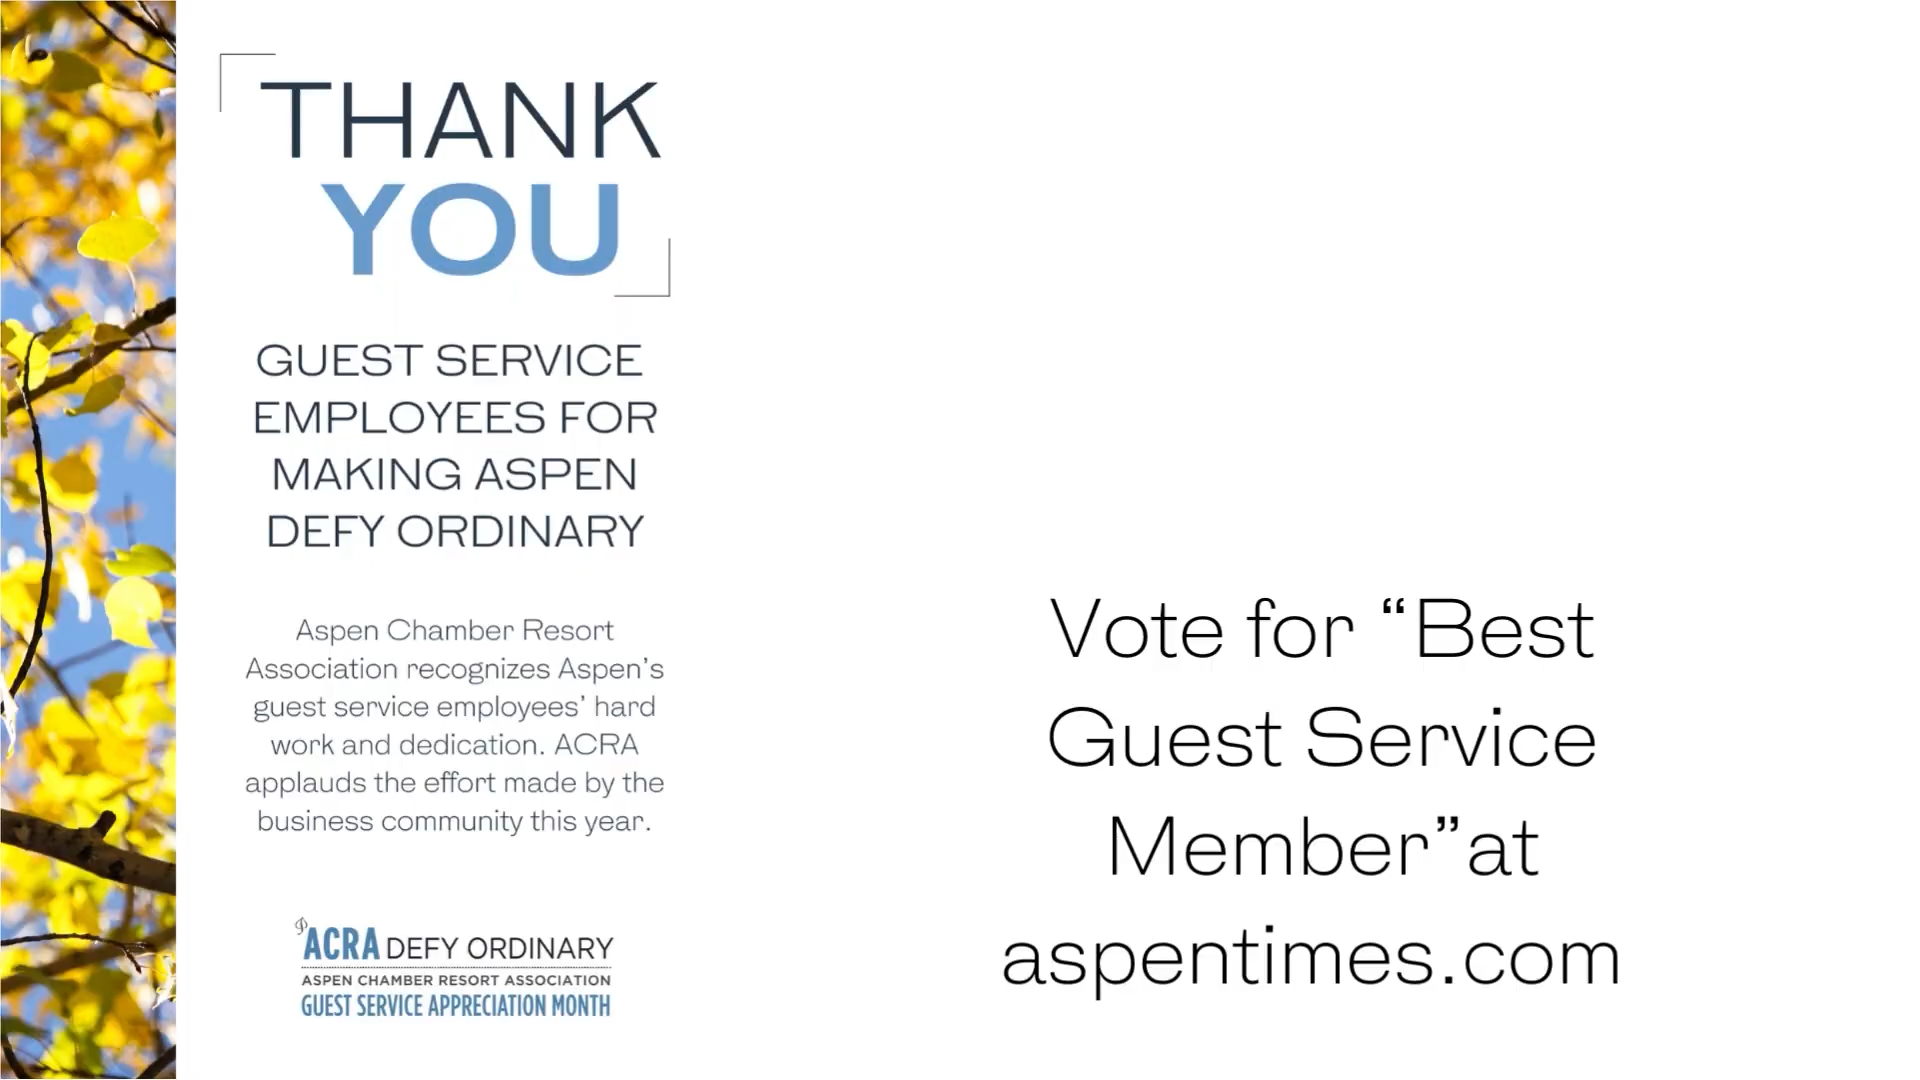 THANK
YOU
GUEST SERVICE
EMPLOYEES FOR
MAKING ASPEN
DEFY ORDINARY
Aspen Chamber Resort
Association recognizes Aspen’s
guest service employees’ hard
work and dedication. ACRA
applauds the effort made by the
business community this year.
ACRA DEFY ORDINARY
ASPEN CHAMBER RESORT ASSOCIATION
GUEST SERVICE APPRECIATION MONTH
Vote for “Best
Guest Service
Member”at
aspentimes.com